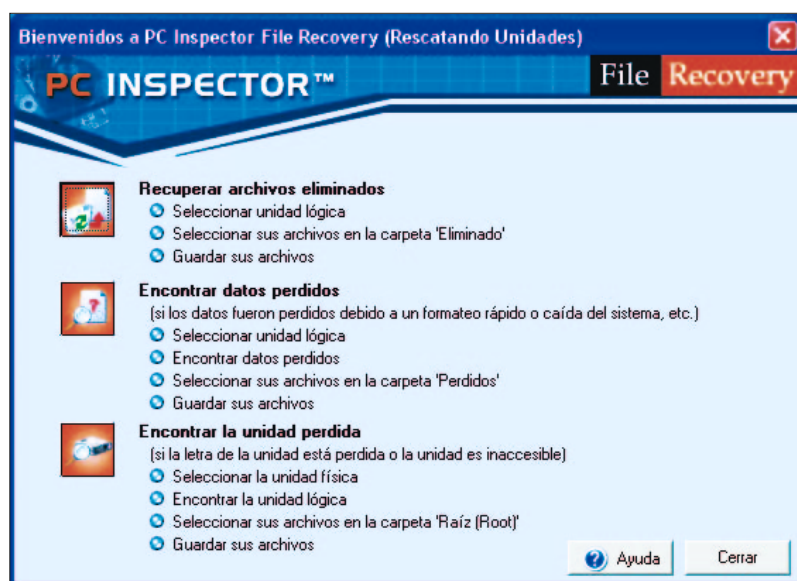 Bienvenidos a PC Inspector File Recovery (Rescatando Unidades)
PC INSPECTOR™
File Recovery
Recuperar archivos eliminados
Seleccionar unidad lógica
Seleccionar sus archivos en la carpeta 'Eliminado'
Guardar sus archivos
Encontrar datos perdidos
(si los datos fueron perdidos debido a un formateo rápido o caída del sistema, etc.)
Seleccionar unidad lógica
Encontrar datos perdidos
Seleccionar sus archivos en la carpeta 'Perdidos'
Guardar sus archivos
Encontrar la unidad perdida
(si la letra de la unidad está perdida o la unidad es inaccesible)
Seleccionar la unidad física
Encontrar la unidad lógica
Seleccionar sus archivos en la carpeta 'Raíz (Root)'
Guardar sus archivos
Ayuda
Cerrar